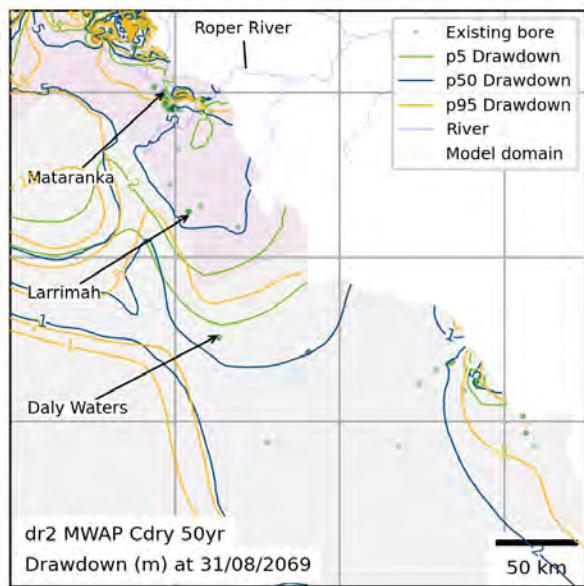 Roper River
Existing bore
p5 Drawdown
p50 Drawdown
p95 Drawdown
River
Model domain
Mataranka
Larrimah
Daly Waters
dr2 MWAP Cdry 50yr
Drawdown (m) at 31/08/2069
50 km